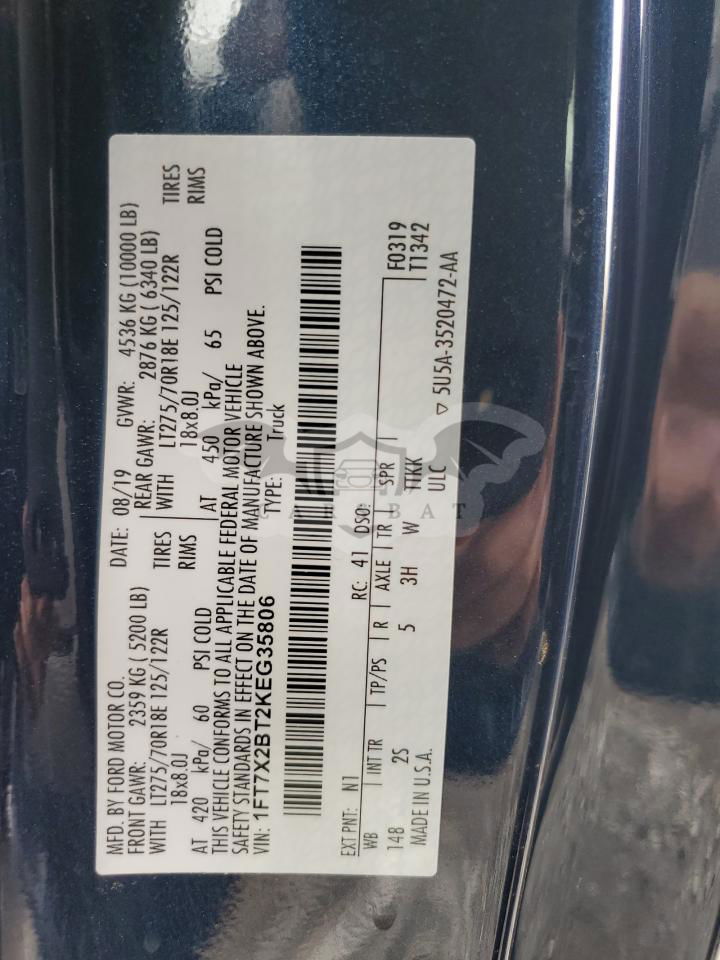 MFD. BY FORD MOTOR CO. DATE: 08/19 GVWR: 4536 KG (10000 LB)
FRONT GAWR: 2359 KG ( 5200 LB) REAR GAWR: 2876 KG ( 6340 LB)
WITH LT275/70R18E 125/122R TIRES WITH LT275/70R18E 125/122R TIRES
18x8.0J RIMS 18x8.0J RIMS
AT 420 kPa/ 60 PSI COLD AT 450 kPa/ 65 PSI COLD
THIS VEHICLE CONFORMS TO ALL APPLICABLE FEDERAL MOTOR VEHICLE
SAFETY STANDARDS IN EFFECT ON THE DATE OF MANUFACTURE SHOWN ABOVE.
VIN: 1FT7X2BT2KEG35806 TYPE: Truck
EXT PNT: N1 RC: 41 DSO: F0319
WB INT TR TP/PS R AXLE TR SPR T1342
148 2S 5 3H W TTKK
MADE IN U.S.A. ULC ▽ 5U5A-3520472-AA
CAR BAT